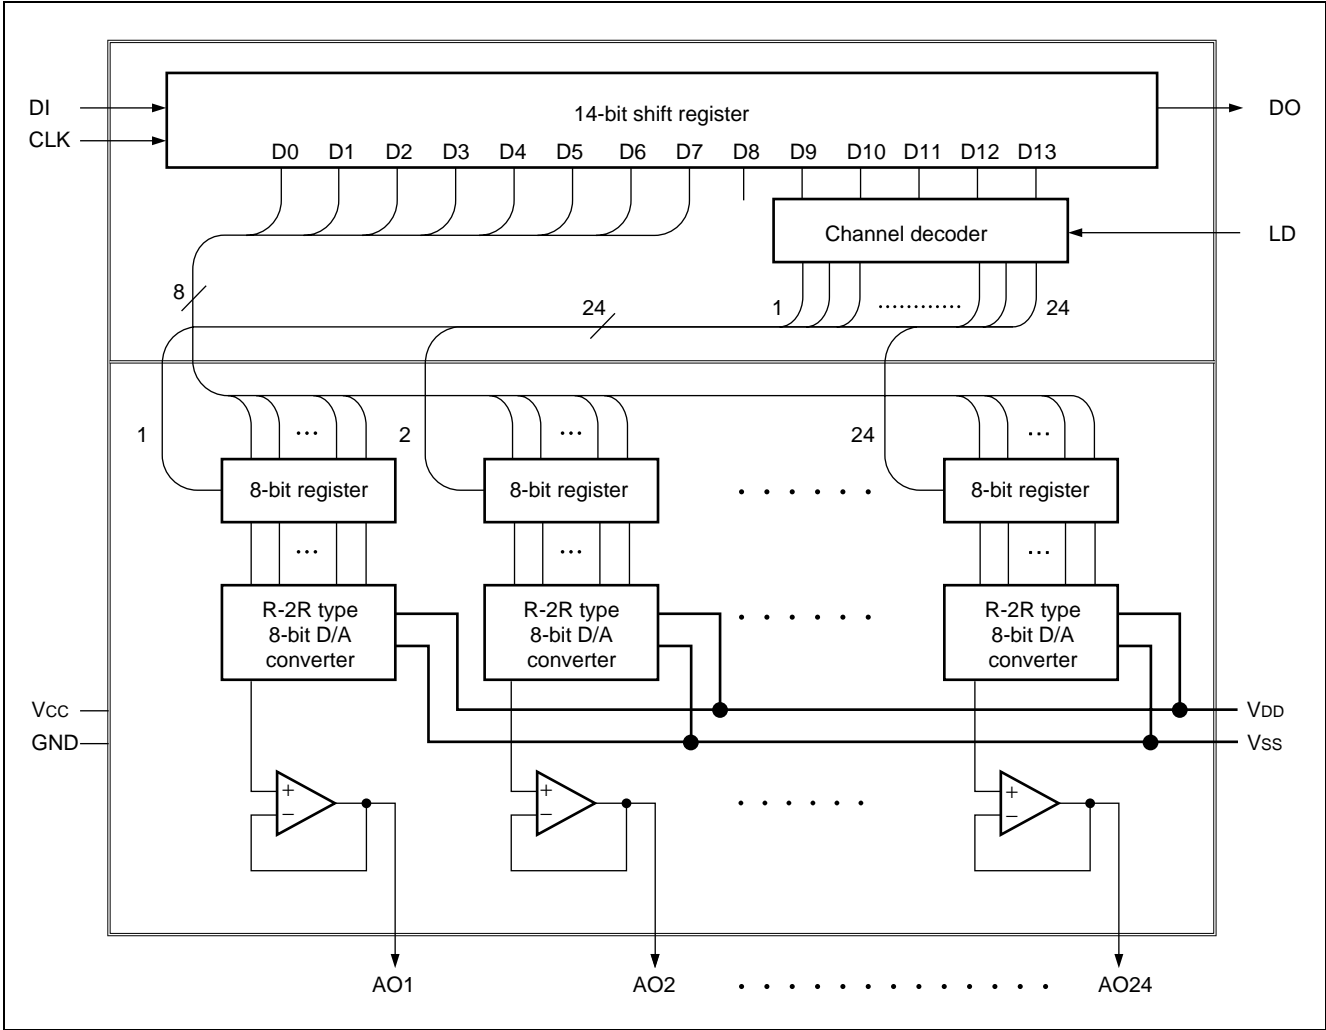 14-bit shift register
DI
DO
CLK
D0 D1 D2 D3 D4 D5 D6 D7 D8 D9 D10 D11 D12 D13
Channel decoder
LD
8
24
1
............
24
1
...
2
...
24
...
8-bit register
8-bit register
......
8-bit register
...
...
...
R-2R type
8-bit D/A
converter
R-2R type
8-bit D/A
converter
......
R-2R type
8-bit D/A
converter
VCC
VDD
GND
VSS
+
−
+
−
......
+
−
AO1
AO2
..............
AO24